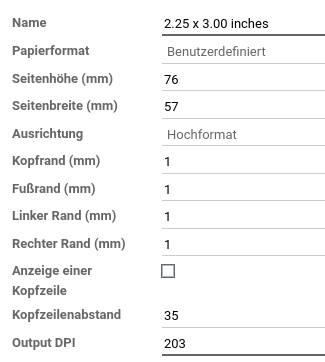 Name 2.25 x 3.00 inches
Papierformat Benutzerdefiniert
Seitenhöhe (mm) 76
Seitenbreite (mm) 57
Ausrichtung Hochformat
Kopfrand (mm) 1
Fußrand (mm) 1
Linker Rand (mm) 1
Rechter Rand (mm) 1
Anzeige einer
Kopfzeile
Kopfzeilenabstand 35
Output DPI 203